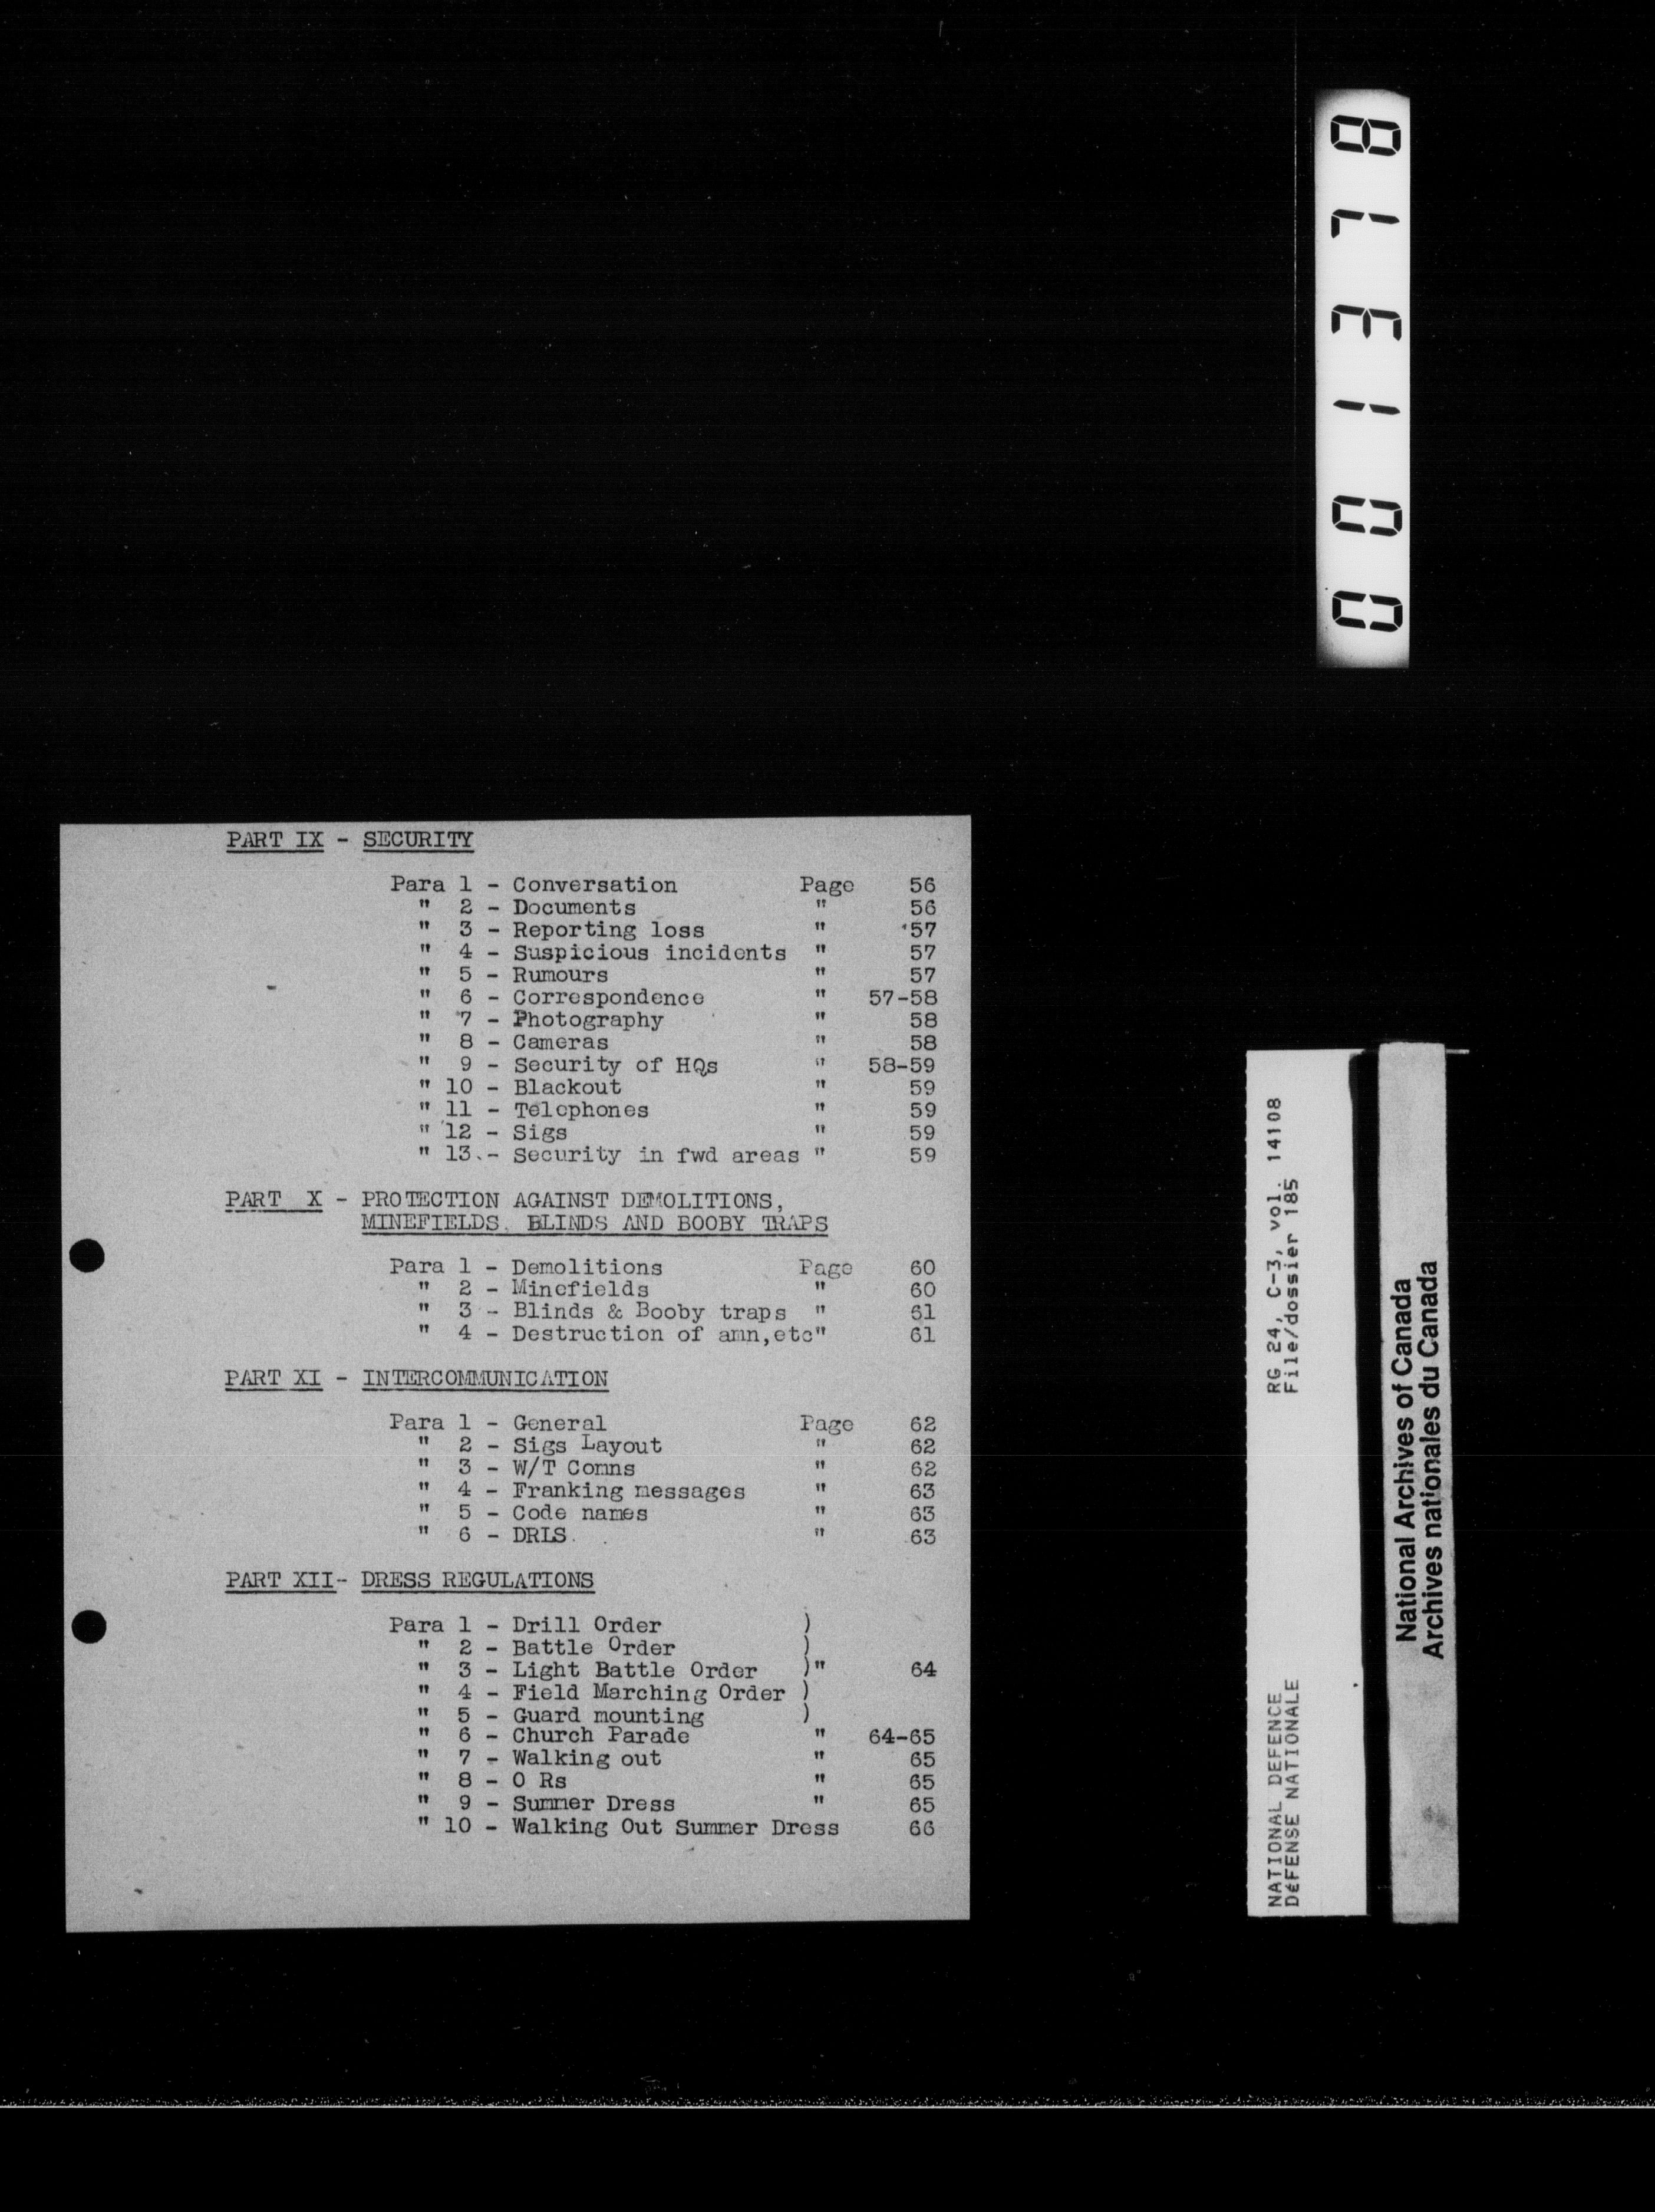 001378
PART IX - SECURITY
Para 1 - Conversation Page 56
" 2 - Documents " 56
" 3 - Reporting loss " 57
" 4 - Suspicious incidents " 57
" 5 - Rumours " 57
" 6 - Correspondence " 57-58
" 7 - Photography " 58
" 8 - Cameras " 58
" 9 - Security of HQs " 58-59
" 10 - Blackout " 59
" 11 - Telephones " 59
" 12 - Sigs " 59
" 13.- Security in fwd areas " 59
PART X - PROTECTION AGAINST DEMOLITIONS,
MINEFIELDS, BLINDS AND BOOBY TRAPS
Para 1 - Demolitions Page 60
" 2 - Minefields " 60
" 3 - Blinds & Booby traps " 61
" 4 - Destruction of amn,etc" 61
PART XI - INTERCOMMUNICATION
Para 1 - General Page 62
" 2 - Sigs Layout " 62
" 3 - W/T Comns " 62
" 4 - Franking messages " 63
" 5 - Code names " 63
" 6 - DRLS " 63
PART XII- DRESS REGULATIONS
Para 1 - Drill Order )
" 2 - Battle Order )
" 3 - Light Battle Order )" 64
" 4 - Field Marching Order )
" 5 - Guard mounting )
" 6 - Church Parade " 64-65
" 7 - Walking out " 65
" 8 - O Rs " 65
" 9 - Summer Dress " 65
" 10 - Walking Out Summer Dress 66
NATIONAL DEFENCE RG 24, C-3, vol. 14108
DéFENSE NATIONALE File/dossier 185
National Archives of Canada
Archives nationales du Canada